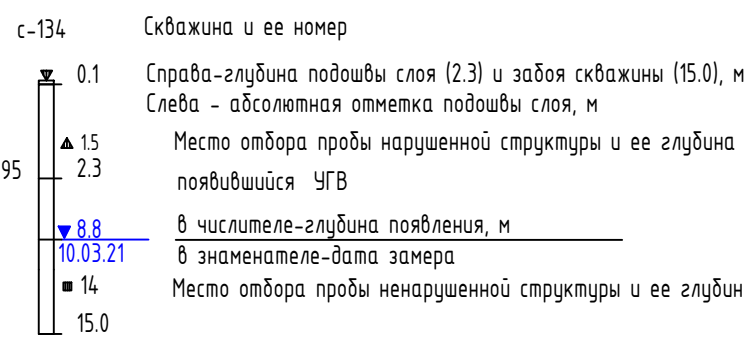 с-134 Скважина и ее номер
0.1 Справа-глубина подошвы слоя (2.3) и забоя скважины (15.0), м
Слева - абсолютная отметка подошвы слоя, м
1.5 Место отбора пробы нарушенной структуры и ее глубина
95 2.3 появившийся УГВ
8.8 в числителе-глубина появления, м
10.03.21 в знаменателе-дата замера
14 Место отбора пробы ненарушенной структуры и ее глубин
15.0